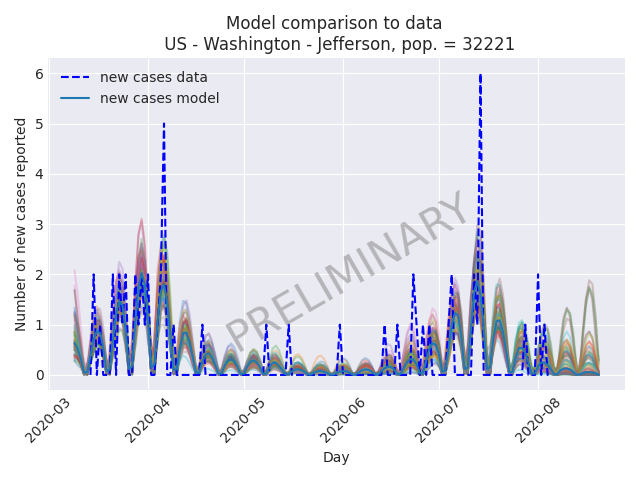 Model comparison to data
US - Washington - Jefferson, pop. = 32221
new cases data
new cases model
Number of new cases reported
6
5
4
3
2
1
0
PRELIMINARY
2020-03
2020-04
2020-05
2020-06
2020-07
2020-08
Day